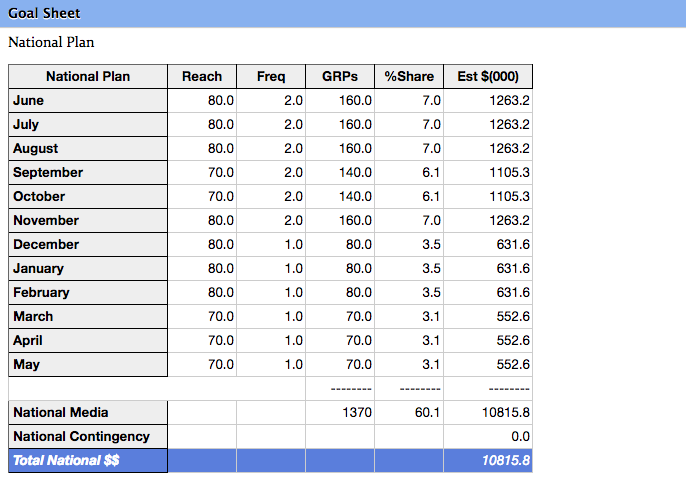 Goal Sheet
National Plan
National Plan Reach Freq GRPs %Share Est $(000)
June 80.0 2.0 160.0 7.0 1263.2
July 80.0 2.0 160.0 7.0 1263.2
August 80.0 2.0 160.0 7.0 1263.2
September 70.0 2.0 140.0 6.1 1105.3
October 70.0 2.0 140.0 6.1 1105.3
November 80.0 2.0 160.0 7.0 1263.2
December 80.0 1.0 80.0 3.5 631.6
January 80.0 1.0 80.0 3.5 631.6
February 80.0 1.0 80.0 3.5 631.6
March 70.0 1.0 70.0 3.1 552.6
April 70.0 1.0 70.0 3.1 552.6
May 70.0 1.0 70.0 3.1 552.6
-------- -------- --------
National Media 1370 60.1 10815.8
National Contingency 0.0
Total National $$ 10815.8